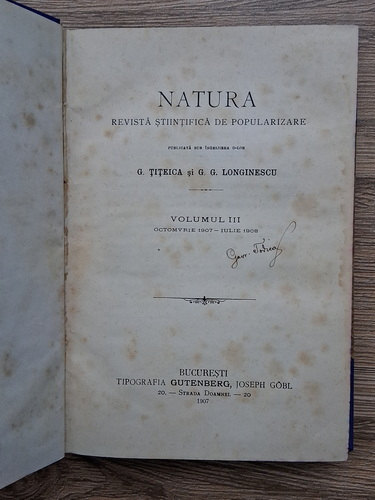 NATURA
REVISTĂ ȘTIINȚIFICĂ DE POPULARIZARE
PUBLICATĂ SUB ÎNGRIJIREA D-LOR
G. ȚIȚEICA și G. G. LONGINESCU
VOLUMUL III
OCTOMVRIE 1907 – IULIE 1908
BUCUREȘTI
TIPOGRAFIA GUTENBERG, JOSEPH GÖBL
20. — STRADA DOAMNEI. — 20
1907